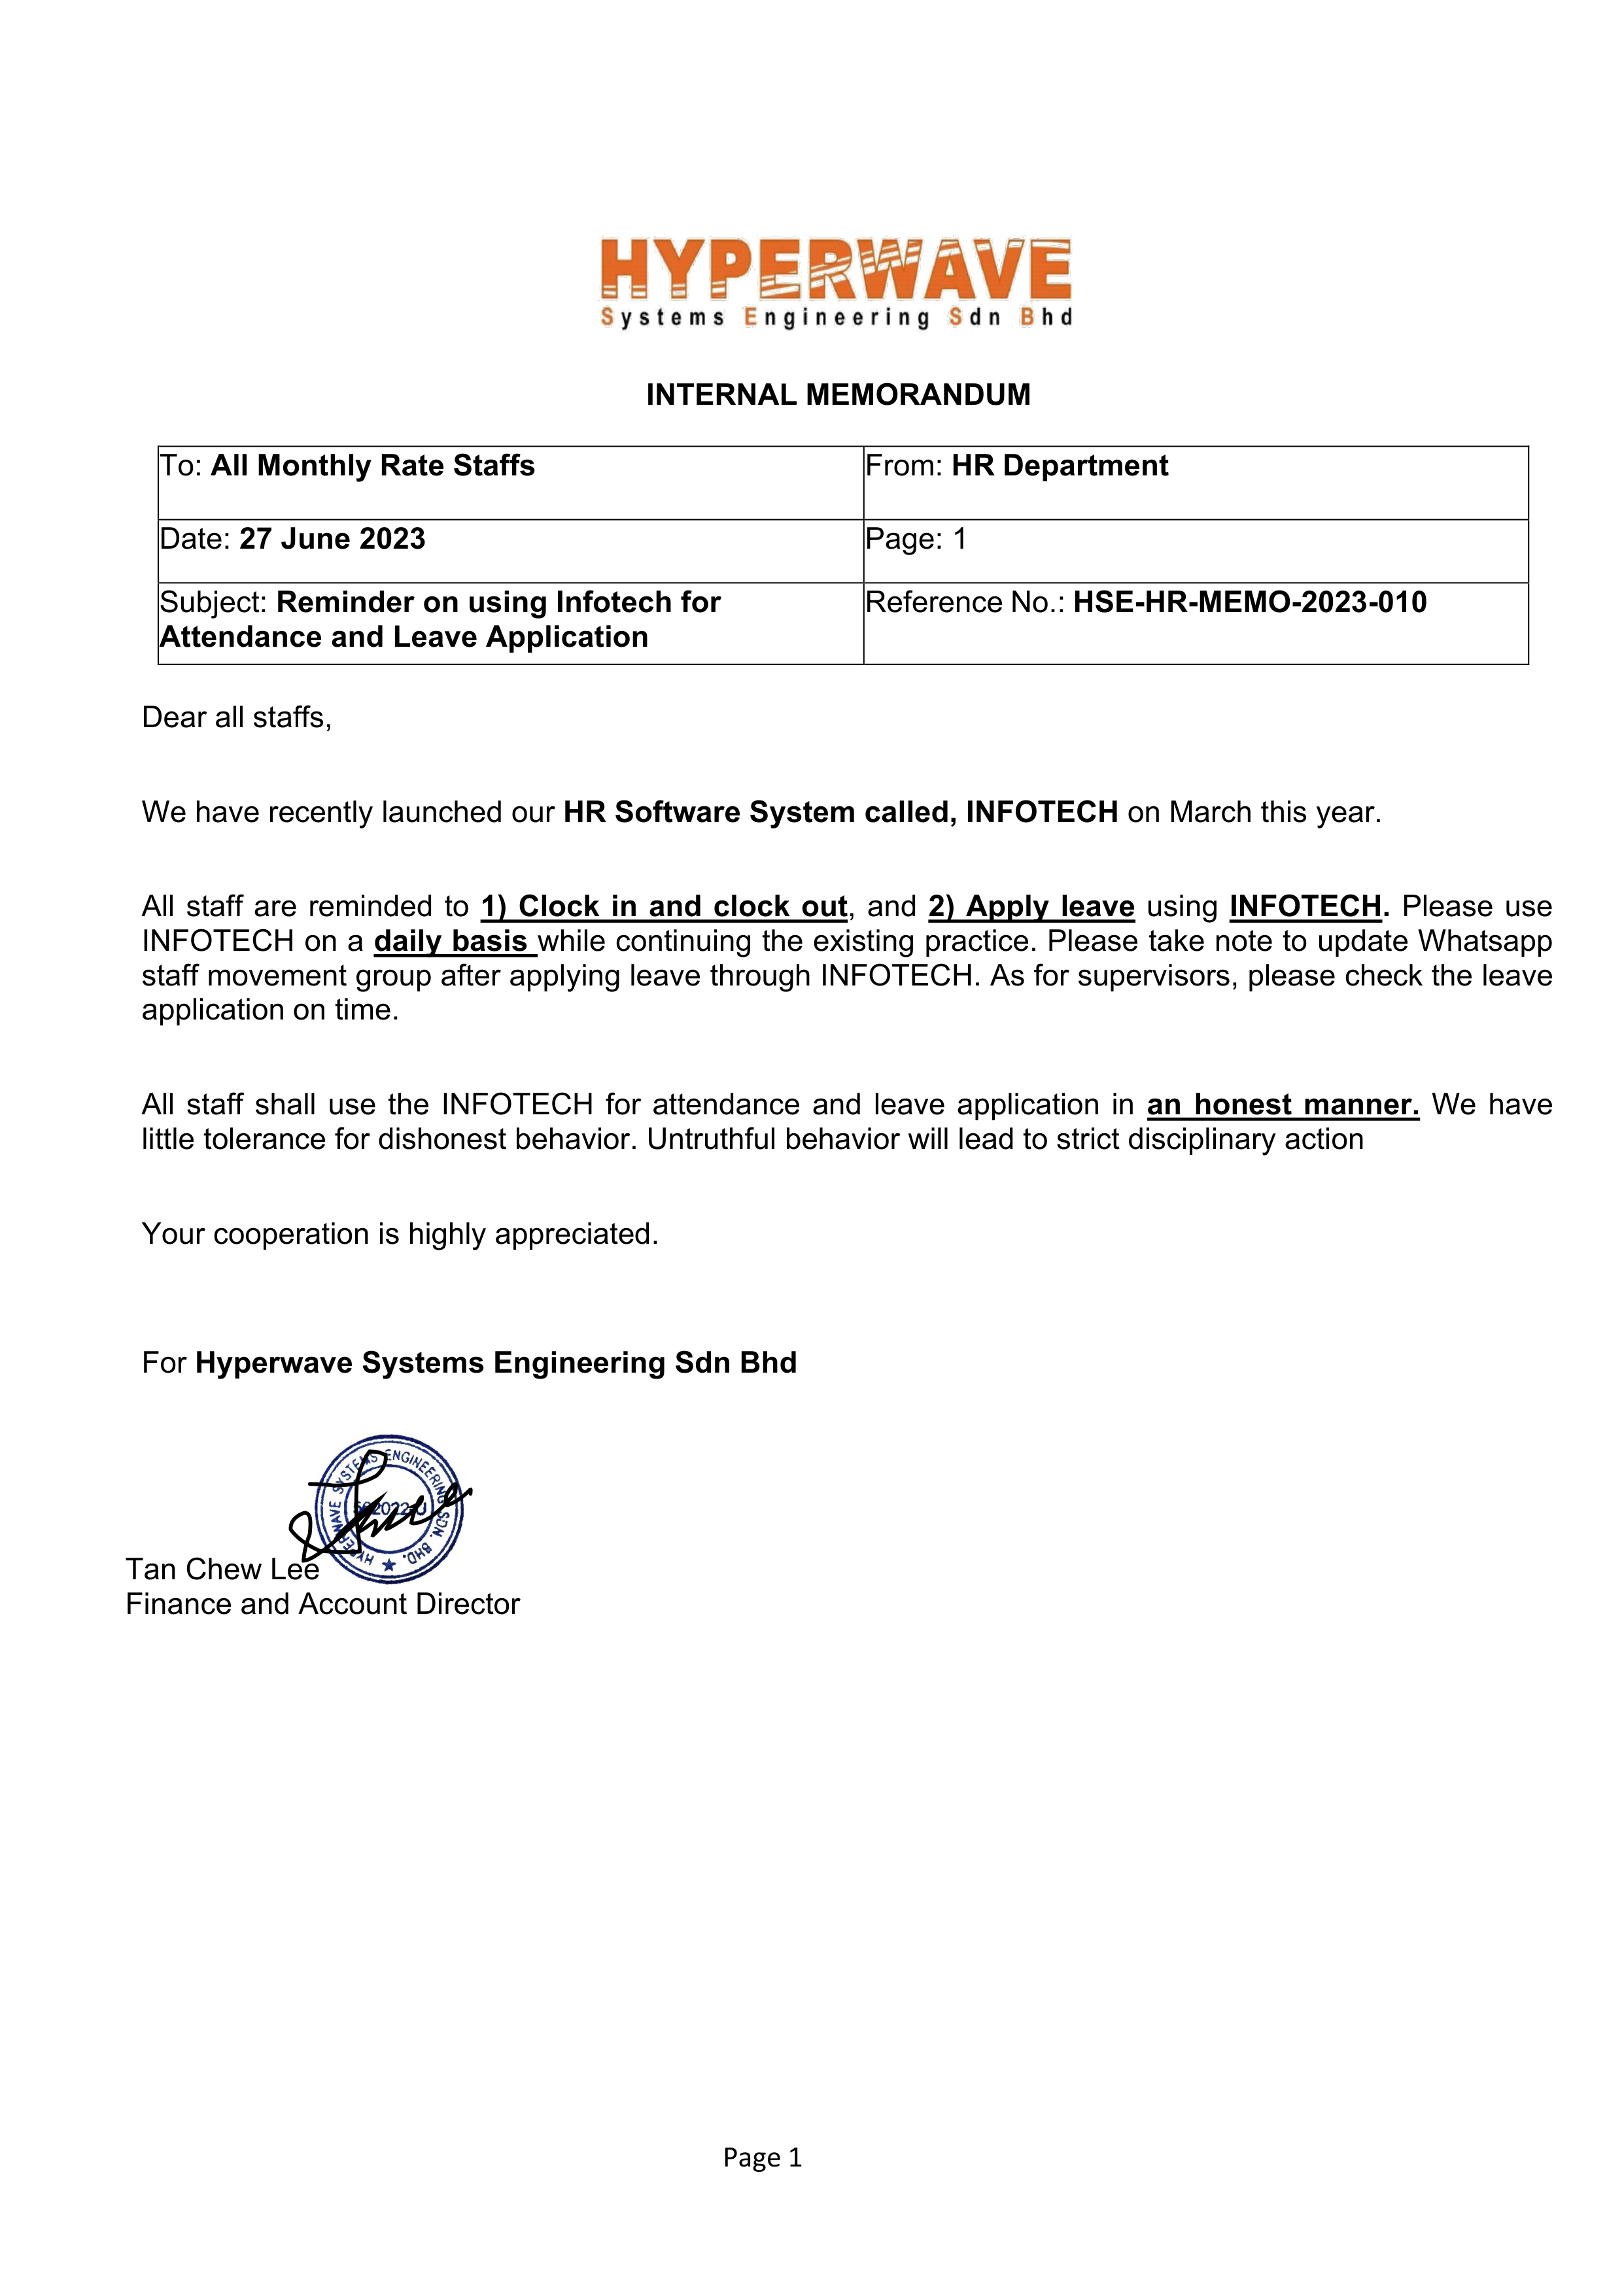 HYPERWAVE
Systems Engineering Sdn Bhd
INTERNAL MEMORANDUM
To: All Monthly Rate Staffs
From: HR Department
Date: 27 June 2023
Page: 1
Subject: Reminder on using Infotech for
Attendance and Leave Application
Reference No.: HSE-HR-MEMO-2023-010
Dear all staffs,
We have recently launched our HR Software System called, INFOTECH on March this year.
All staff are reminded to 1) Clock in and clock out, and 2) Apply leave using INFOTECH. Please use
INFOTECH on a daily basis while continuing the existing practice. Please take note to update Whatsapp
staff movement group after applying leave through INFOTECH. As for supervisors, please check the leave
application on time.
All staff shall use the INFOTECH for attendance and leave application in an honest manner. We have
little tolerance for dishonest behavior. Untruthful behavior will lead to strict disciplinary action
Your cooperation is highly appreciated.
For Hyperwave Systems Engineering Sdn Bhd
HYPERWAVE SYSTEMS ENGINEERING SDN. BHD.
Tan Chew Lee
Finance and Account Director
Page 1